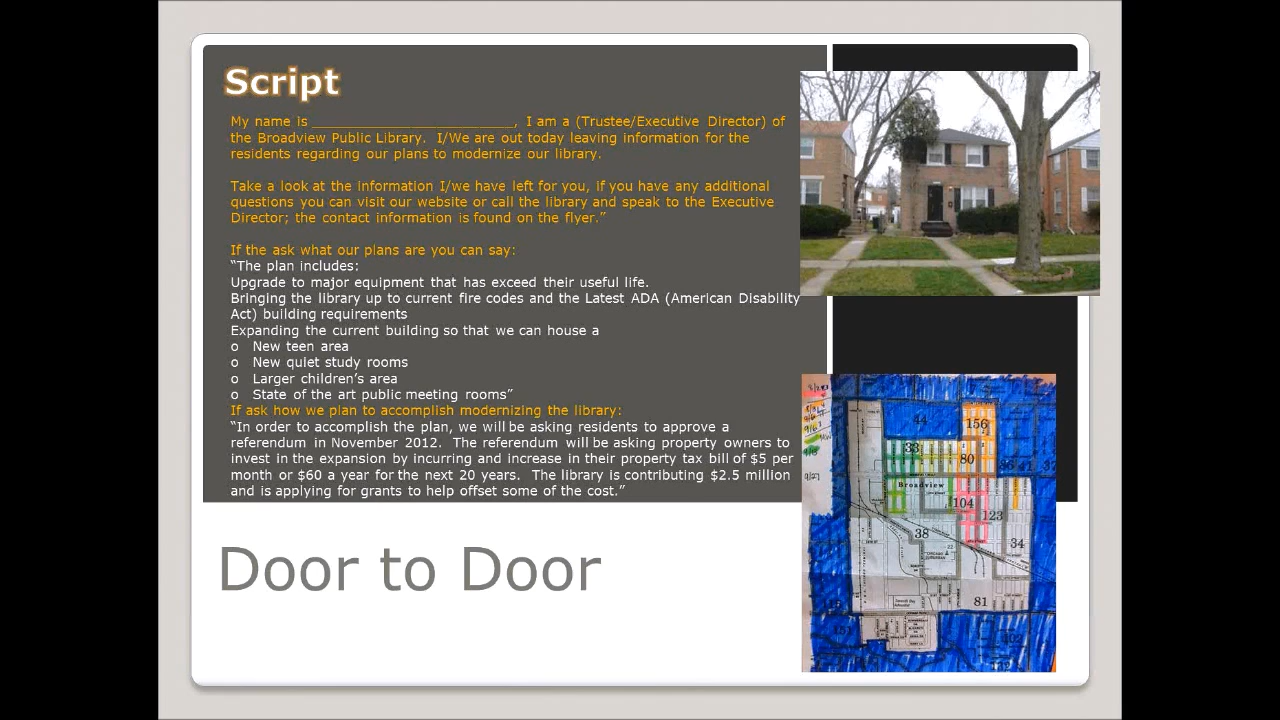 Script
My name is _______________________, I am a (Trustee/Executive Director) of
the Broadview Public Library. I/We are out today leaving information for the
residents regarding our plans to modernize our library.
Take a look at the information I/we have left for you, if you have any additional
questions you can visit our website or call the library and speak to the Executive
Director; the contact information is found on the flyer.”
If the ask what our plans are you can say:
“The plan includes:
Upgrade to major equipment that has exceed their useful life.
Bringing the library up to current fire codes and the Latest ADA (American Disability
Act) building requirements
Expanding the current building so that we can house a
o New teen area
o New quiet study rooms
o Larger children’s area
o State of the art public meeting rooms”
If ask how we plan to accomplish modernizing the library:
“In order to accomplish the plan, we will be asking residents to approve a
referendum in November 2012. The referendum will be asking property owners to
invest in the expansion by incurring and increase in their property tax bill of $5 per
month or $60 a year for the next 20 years. The library is contributing $2.5 million
and is applying for grants to help offset some of the cost.”
Door to Door
44
156
33
80
Broadview
104
123
38
34
81